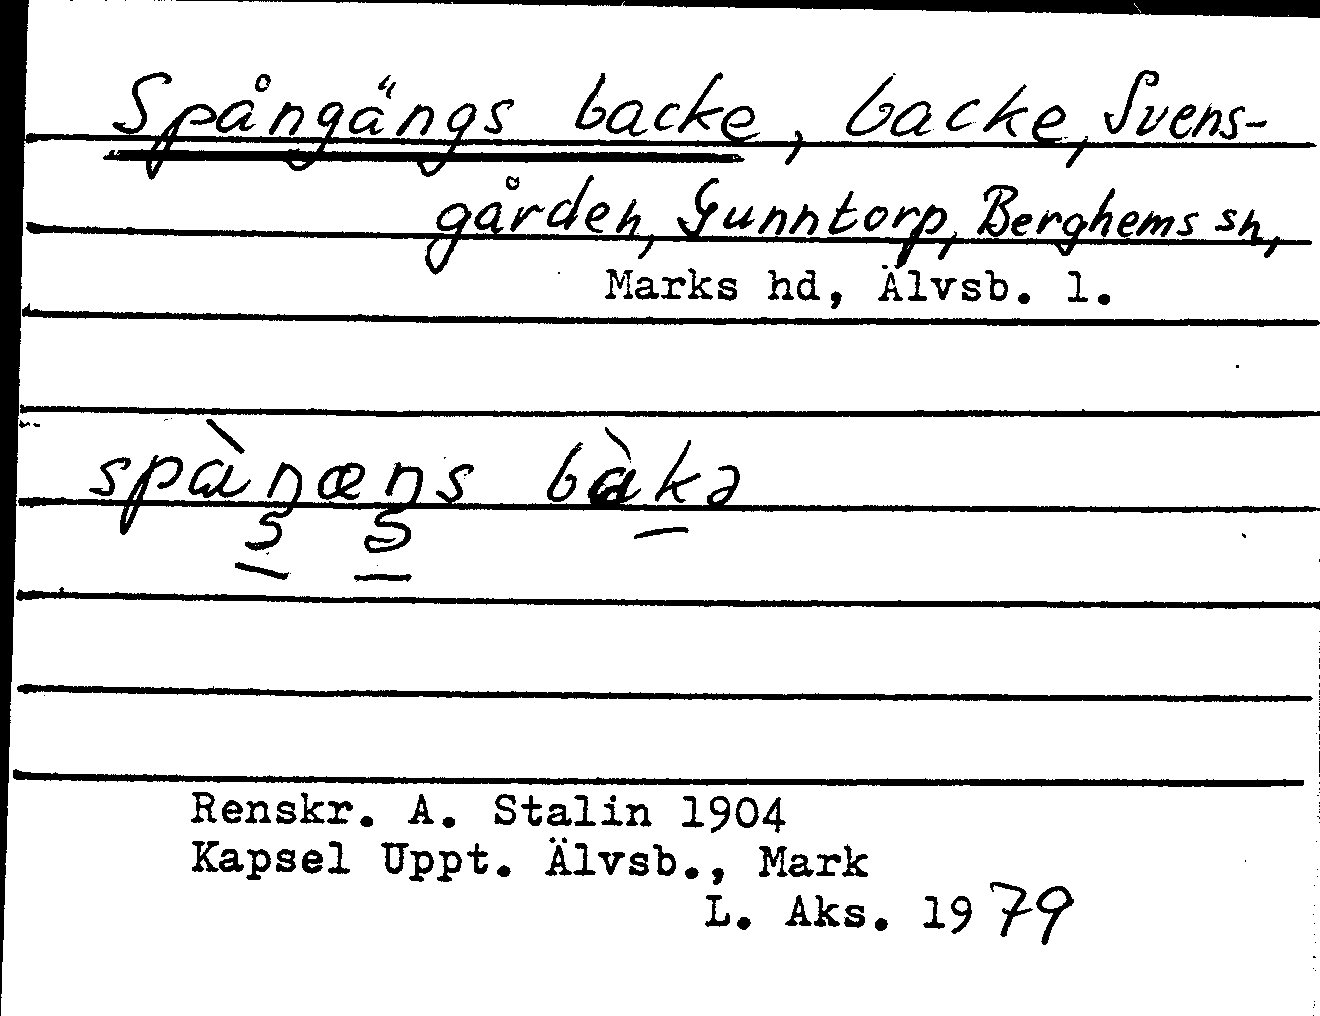 Spångängs backe, backe, Svens-
gården, Gunntorp, Berghems sn,
Marks hd, Älvsb. l.
spàŋæŋs bàkə
Renskr. A. Stalin 1904
Kapsel Uppt. Älvsb., Mark
L. Aks. 1979